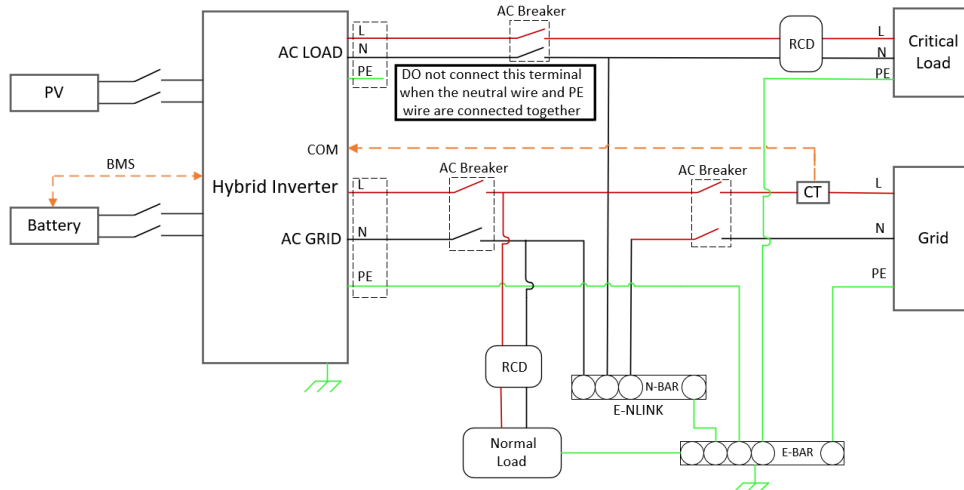 AC Breaker
L
N
PE
AC LOAD
RCD
L
N
PE
Critical
Load
DO not connect this terminal
when the neutral wire and PE
wire are connected together
PV
COM
BMS
Hybrid Inverter
Battery
AC GRID
L
N
PE
AC Breaker
AC Breaker
CT
L
N
PE
Grid
RCD
N-BAR
E-NLINK
Normal
Load
E-BAR